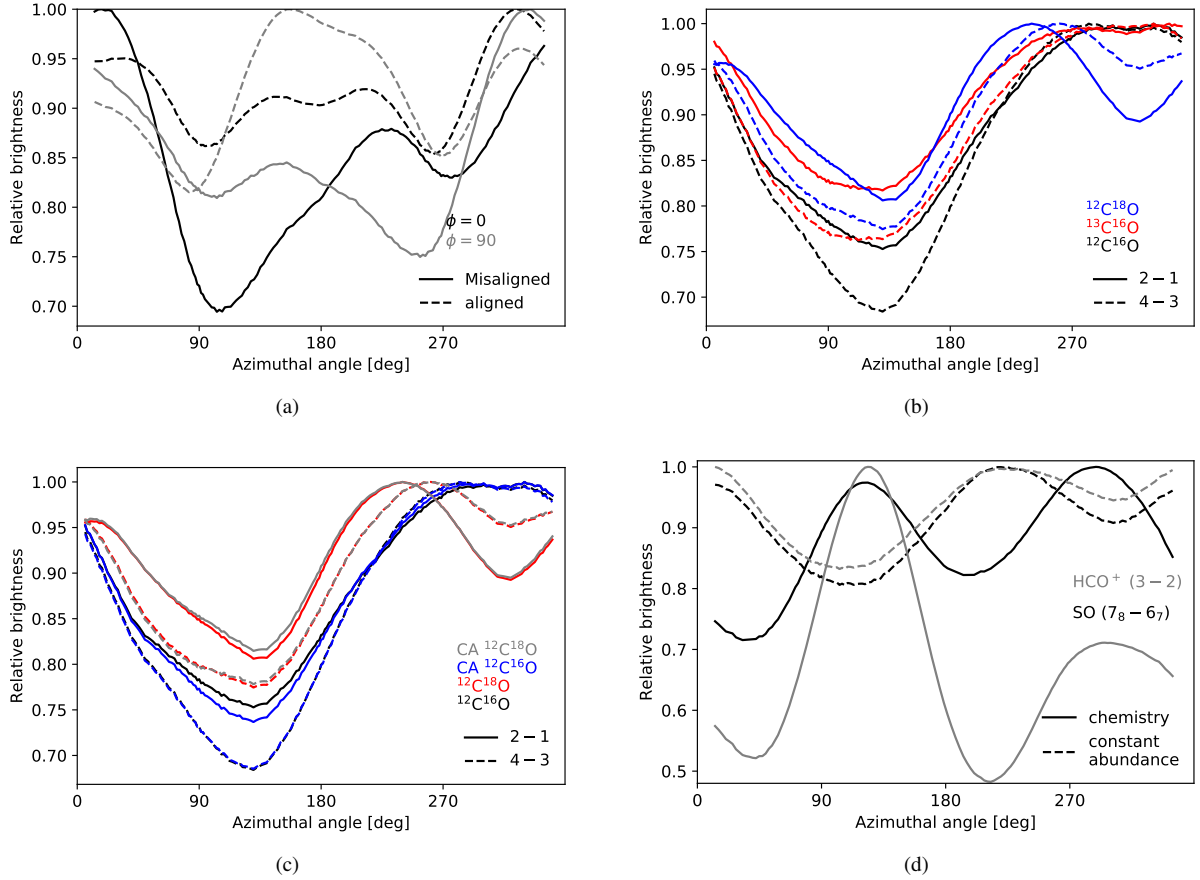 1.00
0.95
0.90
0.85
0.80
0.75
0.70
Relative brightness
ϕ = 0
ϕ = 90
Misaligned
aligned
0
90
180
270
Azimuthal angle [deg]
(a)
1.00
0.95
0.90
0.85
0.80
0.75
0.70
Relative brightness
¹²C¹⁸O
¹³C¹⁶O
¹²C¹⁶O
2 − 1
4 − 3
0
90
180
270
Azimuthal angle [deg]
(b)
1.00
0.95
0.90
0.85
0.80
0.75
0.70
Relative brightness
CA ¹²C¹⁸O
CA ¹²C¹⁶O
¹²C¹⁸O
¹²C¹⁶O
2 − 1
4 − 3
0
90
180
270
Azimuthal angle [deg]
(c)
1.0
0.9
0.8
0.7
0.6
0.5
Relative brightness
HCO⁺ (3 − 2)
SO (7₈ − 6₇)
chemistry
constant
abundance
0
90
180
270
Azimuthal angle [deg]
(d)